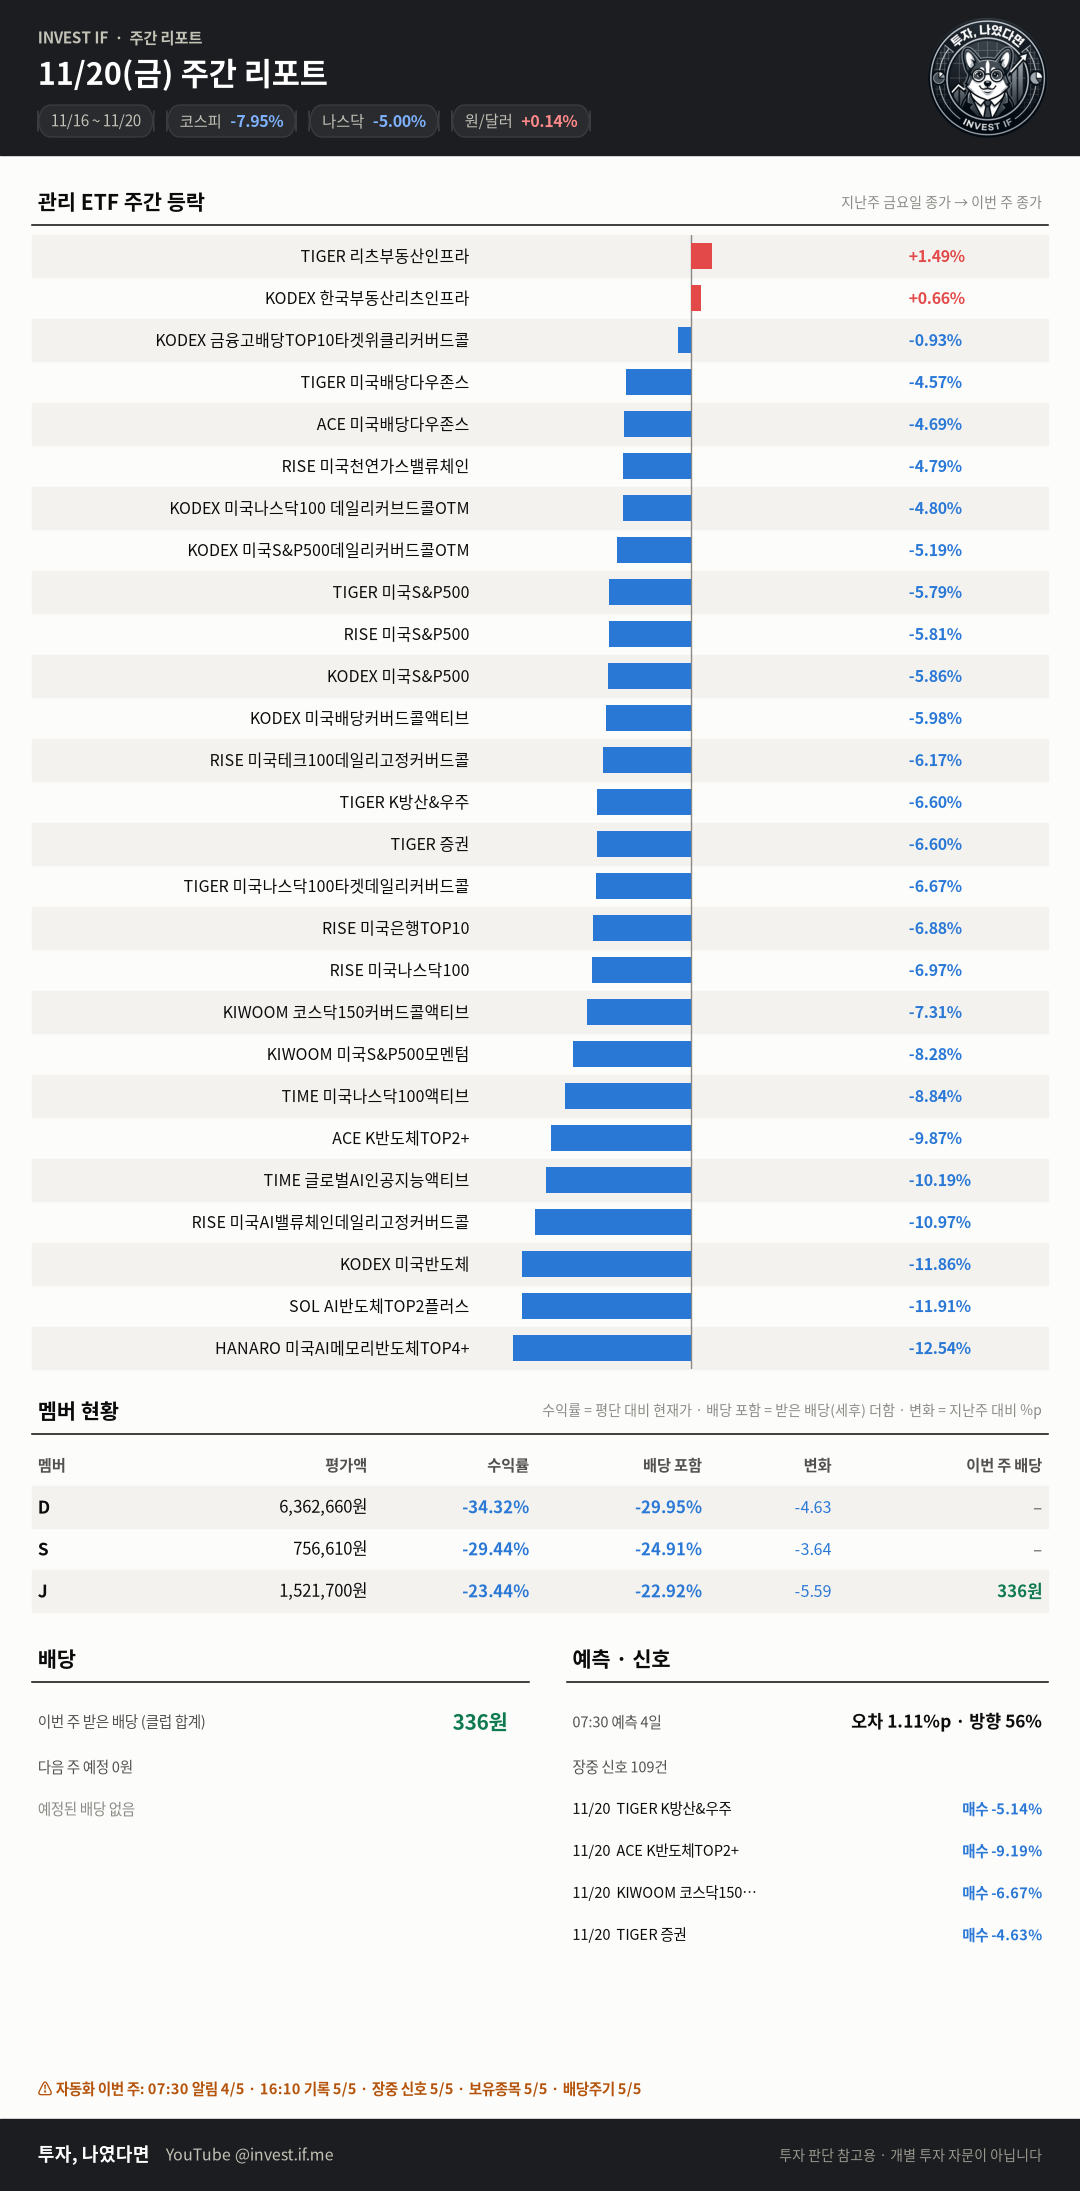 INVEST IF · 주간 리포트
11/20(금) 주간 리포트
11/16 ~ 11/20 코스피 -7.95% 나스닥 -5.00% 원/달러 +0.14%
투자, 나였다면
INVEST IF
관리 ETF 주간 등락 지난주 금요일 종가 → 이번 주 종가
TIGER 리츠부동산인프라 +1.49%
KODEX 한국부동산리츠인프라 +0.66%
KODEX 금융고배당TOP10타겟위클리커버드콜 -0.93%
TIGER 미국배당다우존스 -4.57%
ACE 미국배당다우존스 -4.69%
RISE 미국천연가스밸류체인 -4.79%
KODEX 미국나스닥100 데일리커브드콜OTM -4.80%
KODEX 미국S&P500데일리커버드콜OTM -5.19%
TIGER 미국S&P500 -5.79%
RISE 미국S&P500 -5.81%
KODEX 미국S&P500 -5.86%
KODEX 미국배당커버드콜액티브 -5.98%
RISE 미국테크100데일리고정커버드콜 -6.17%
TIGER K방산&우주 -6.60%
TIGER 증권 -6.60%
TIGER 미국나스닥100타겟데일리커버드콜 -6.67%
RISE 미국은행TOP10 -6.88%
RISE 미국나스닥100 -6.97%
KIWOOM 코스닥150커버드콜액티브 -7.31%
KIWOOM 미국S&P500모멘텀 -8.28%
TIME 미국나스닥100액티브 -8.84%
ACE K반도체TOP2+ -9.87%
TIME 글로벌AI인공지능액티브 -10.19%
RISE 미국AI밸류체인데일리고정커버드콜 -10.97%
KODEX 미국반도체 -11.86%
SOL AI반도체TOP2플러스 -11.91%
HANARO 미국AI메모리반도체TOP4+ -12.54%
멤버 현황 수익률 = 평단 대비 현재가 · 배당 포함 = 받은 배당(세후) 더함 · 변화 = 지난주 대비 %p
멤버 평가액 수익률 배당 포함 변화 이번 주 배당
D 6,362,660원 -34.32% -29.95% -4.63 –
S 756,610원 -29.44% -24.91% -3.64 –
J 1,521,700원 -23.44% -22.92% -5.59 336원
배당
이번 주 받은 배당 (클럽 합계) 336원
다음 주 예정 0원
예정된 배당 없음
예측 · 신호
07:30 예측 4일 오차 1.11%p · 방향 56%
장중 신호 109건
11/20 TIGER K방산&우주 매수 -5.14%
11/20 ACE K반도체TOP2+ 매수 -9.19%
11/20 KIWOOM 코스닥150… 매수 -6.67%
11/20 TIGER 증권 매수 -4.63%
⚠ 자동화 이번 주: 07:30 알림 4/5 · 16:10 기록 5/5 · 장중 신호 5/5 · 보유종목 5/5 · 배당주기 5/5
투자, 나였다면 YouTube @invest.if.me 투자 판단 참고용 · 개별 투자 자문이 아닙니다